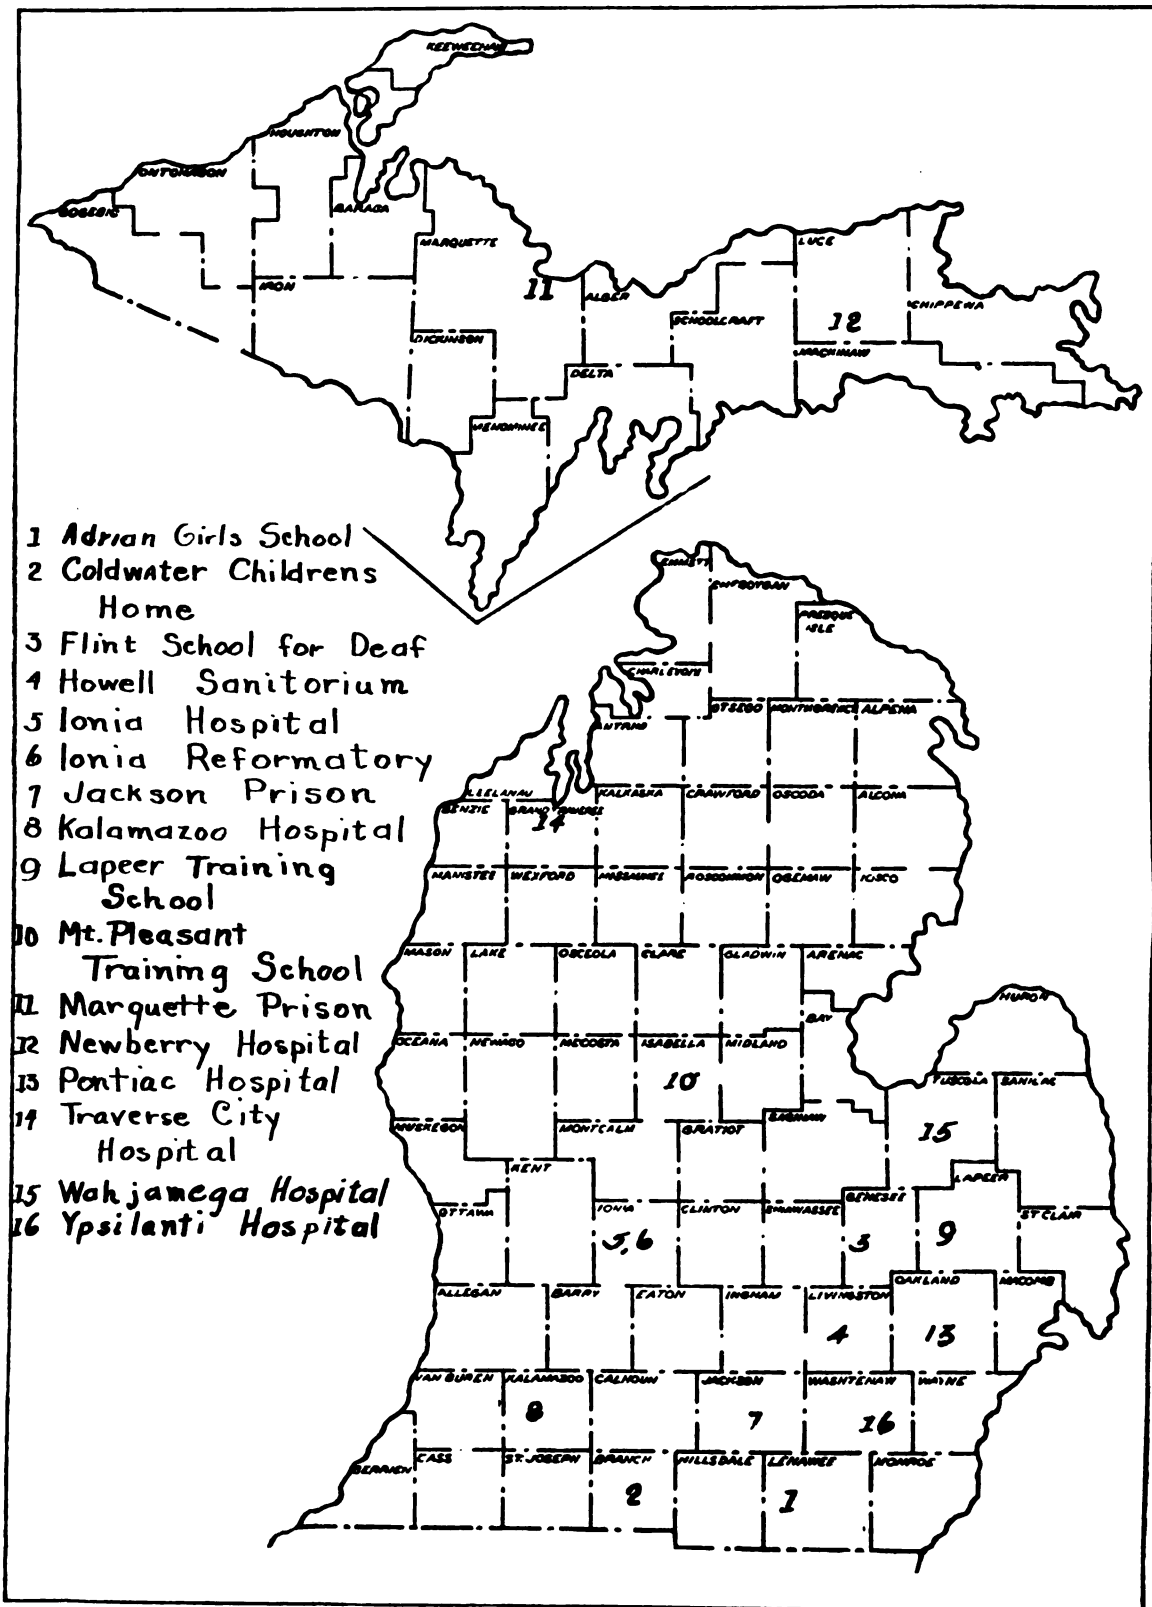 KEEWEENAW
HOUGHTON
ONTONAGON
GOGEBIC
BARAGA
MARQUETTE
LUCE
IRON
11
ALGER
CHIPPEWA
SCHOOLCRAFT
12
DICKINSON
MACKINAW
DELTA
MENOMINEE
1 Adrian Girls School
2 Coldwater Childrens
Home
3 Flint School for Deaf
4 Howell Sanitorium
5 Ionia Hospital
6 Ionia Reformatory
7 Jackson Prison
8 Kalamazoo Hospital
9 Lapeer Training
School
10 Mt. Pleasant
Training School
11 Marquette Prison
12 Newberry Hospital
13 Pontiac Hospital
14 Traverse City
Hospital
15 Wahjamega Hospital
16 Ypsilanti Hospital
EMMETT
CHEBOYGAN
PRESQUE
ISLE
CHARLEVOIX
OTSEGO MONTMORENCY ALPENA
ANTRIM
LEELANAU
KALKASKA CRAWFORD OSCODA ALCONA
BENZIE GRAND TRAVERSE
14
MANISTEE WEXFORD MISSAUKEE ROSCOMMON OGEMAW IOSCO
MASON LAKE OSCEOLA CLARE GLADWIN ARENAC
HURON
BAY
OCEANA NEWAGO MECOSTA ISABELLA MIDLAND
10
TUSCOLA SANILAC
MUSKEGON MONTCALM GRATIOT SAGINAW
15
KENT
LAPEER
OTTAWA IONIA CLINTON SHIAWASSEE GENESEE ST CLAIR
5,6 3 9
ALLEGAN BARRY EATON INGHAM LIVINGSTON OAKLAND MACOMB
4 13
VAN BUREN KALAMAZOO CALHOUN JACKSON WASHTENAW WAYNE
8 7 16
BERRIEN CASS ST. JOSEPH BRANCH HILLSDALE LENAWEE MONROE
2 1